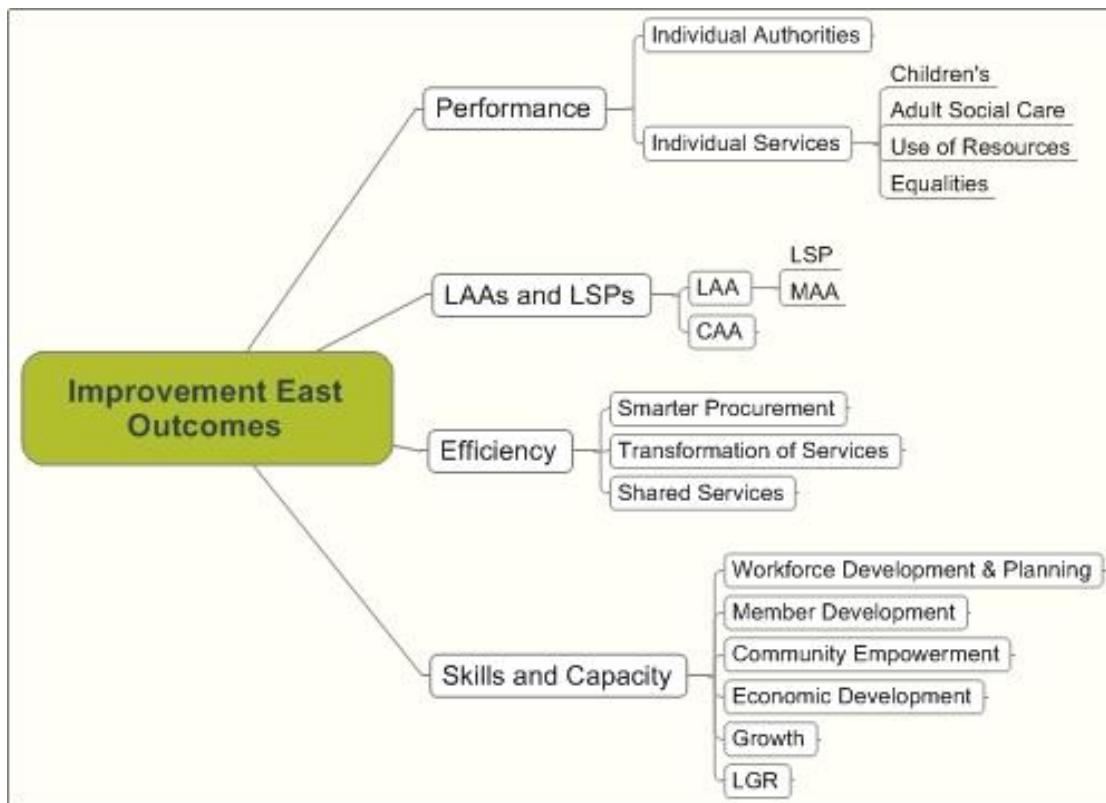 Improvement East
Outcomes
Performance
Individual Authorities
Individual Services
Children's
Adult Social Care
Use of Resources
Equalities
LAAs and LSPs
LAA
LSP
MAA
CAA
Efficiency
Smarter Procurement
Transformation of Services
Shared Services
Skills and Capacity
Workforce Development & Planning
Member Development
Community Empowerment
Economic Development
Growth
LGR